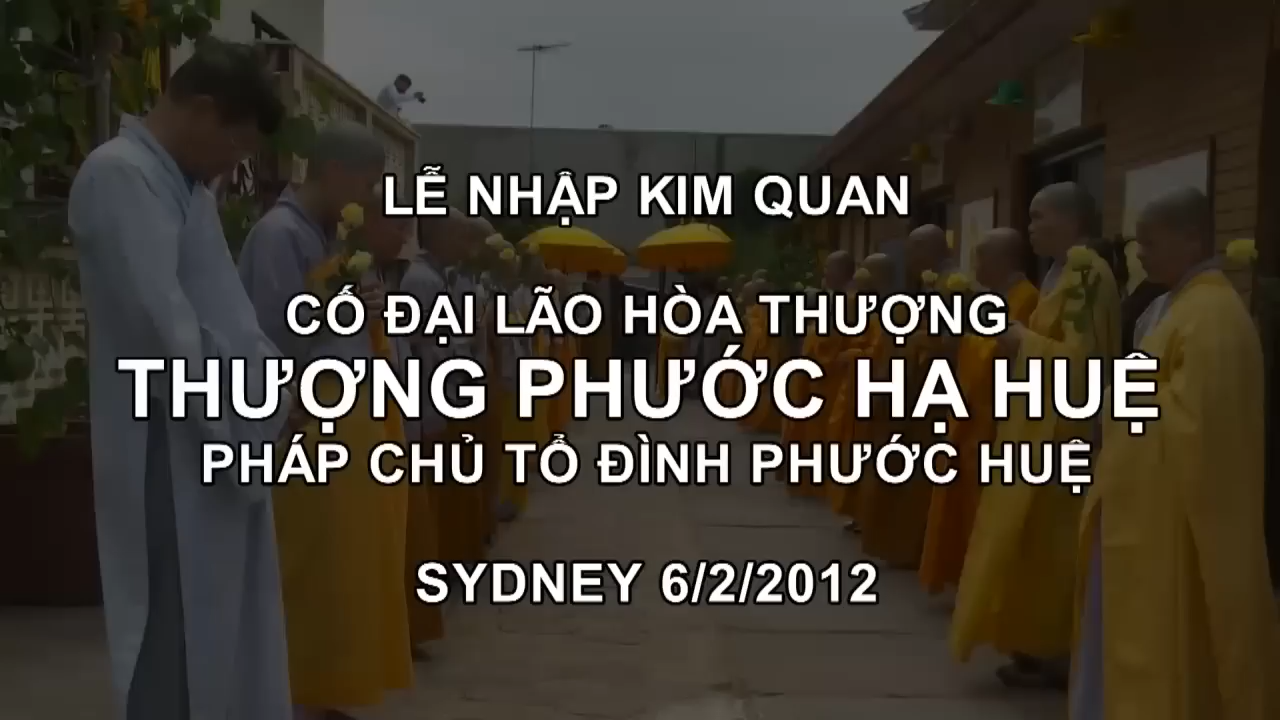 LỄ NHẬP KIM QUAN
CỐ ĐẠI LÃO HÒA THƯỢNG
THƯỢNG PHƯỚC HẠ HUỆ
PHÁP CHỦ TỔ ĐÌNH PHƯỚC HUỆ
SYDNEY 6/2/2012